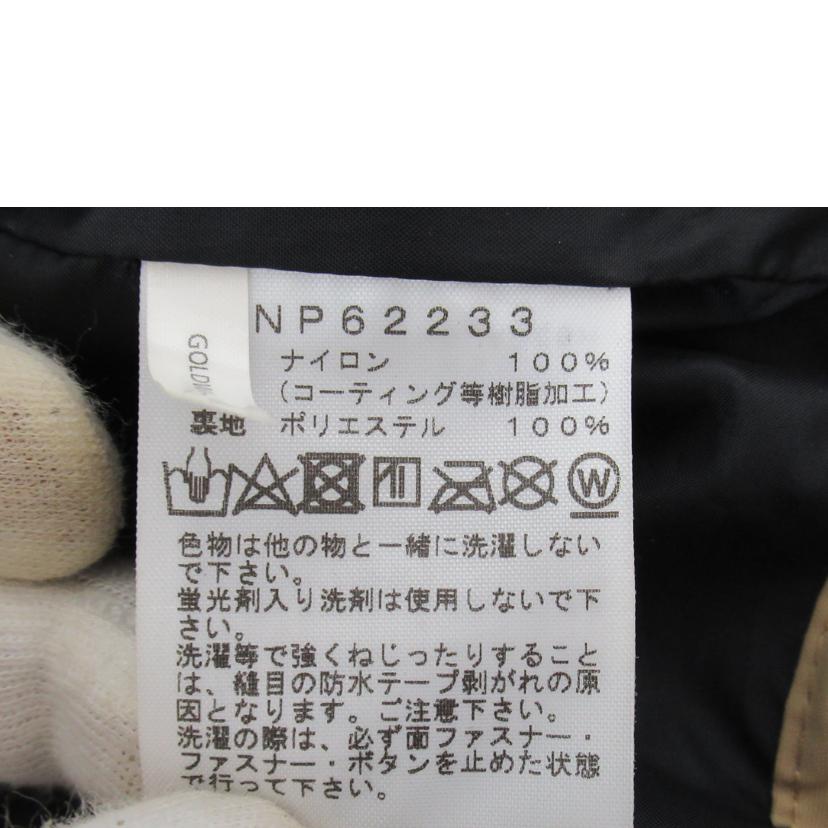 NP62233
ナイロン 100%
(コーティング等樹脂加工)
裏地 ポリエステル 100%
W
色物は他の物と一緒に洗濯しない
で下さい。
蛍光剤入り洗剤は使用しないで下
さい。
洗濯等で強くねじったりすること
は、縫目の防水テープ剥がれの原
因となります。ご注意下さい。
洗濯の際は、必ず面ファスナー・
ファスナー・ボタンを止めた状態
で行って下さい。